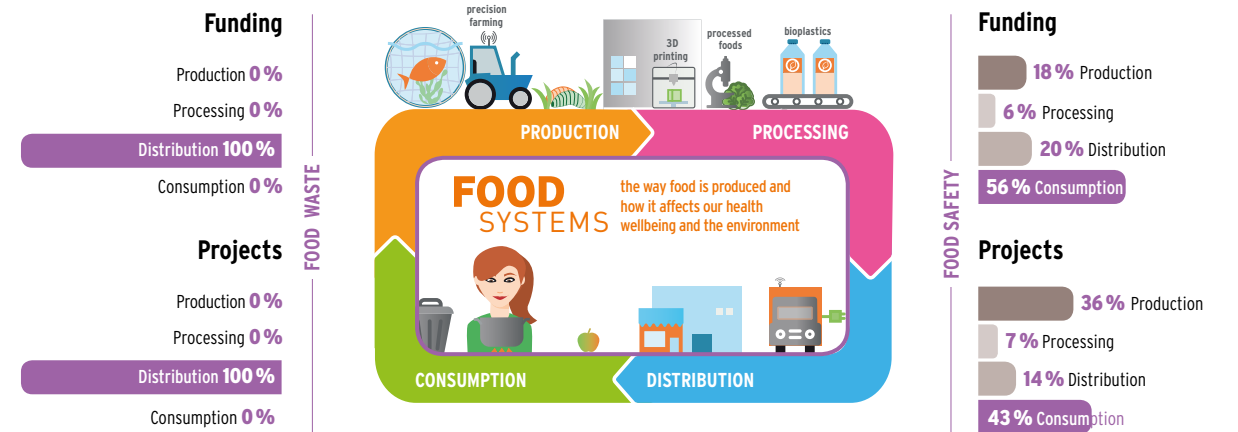 Funding
Production 0 %
Processing 0 %
Distribution 100 %
Consumption 0 %
FOOD WASTE
Projects
Production 0 %
Processing 0 %
Distribution 100 %
Consumption 0 %
precision
farming
3D
printing
processed
foods
bioplastics
PRODUCTION
PROCESSING
FOOD
SYSTEMS
the way food is produced and
how it affects our health
wellbeing and the environment
CONSUMPTION
DISTRIBUTION
FOOD SAFETY
Funding
18 % Production
6 % Processing
20 % Distribution
56 % Consumption
Projects
36 % Production
7 % Processing
14 % Distribution
43 % Consumption